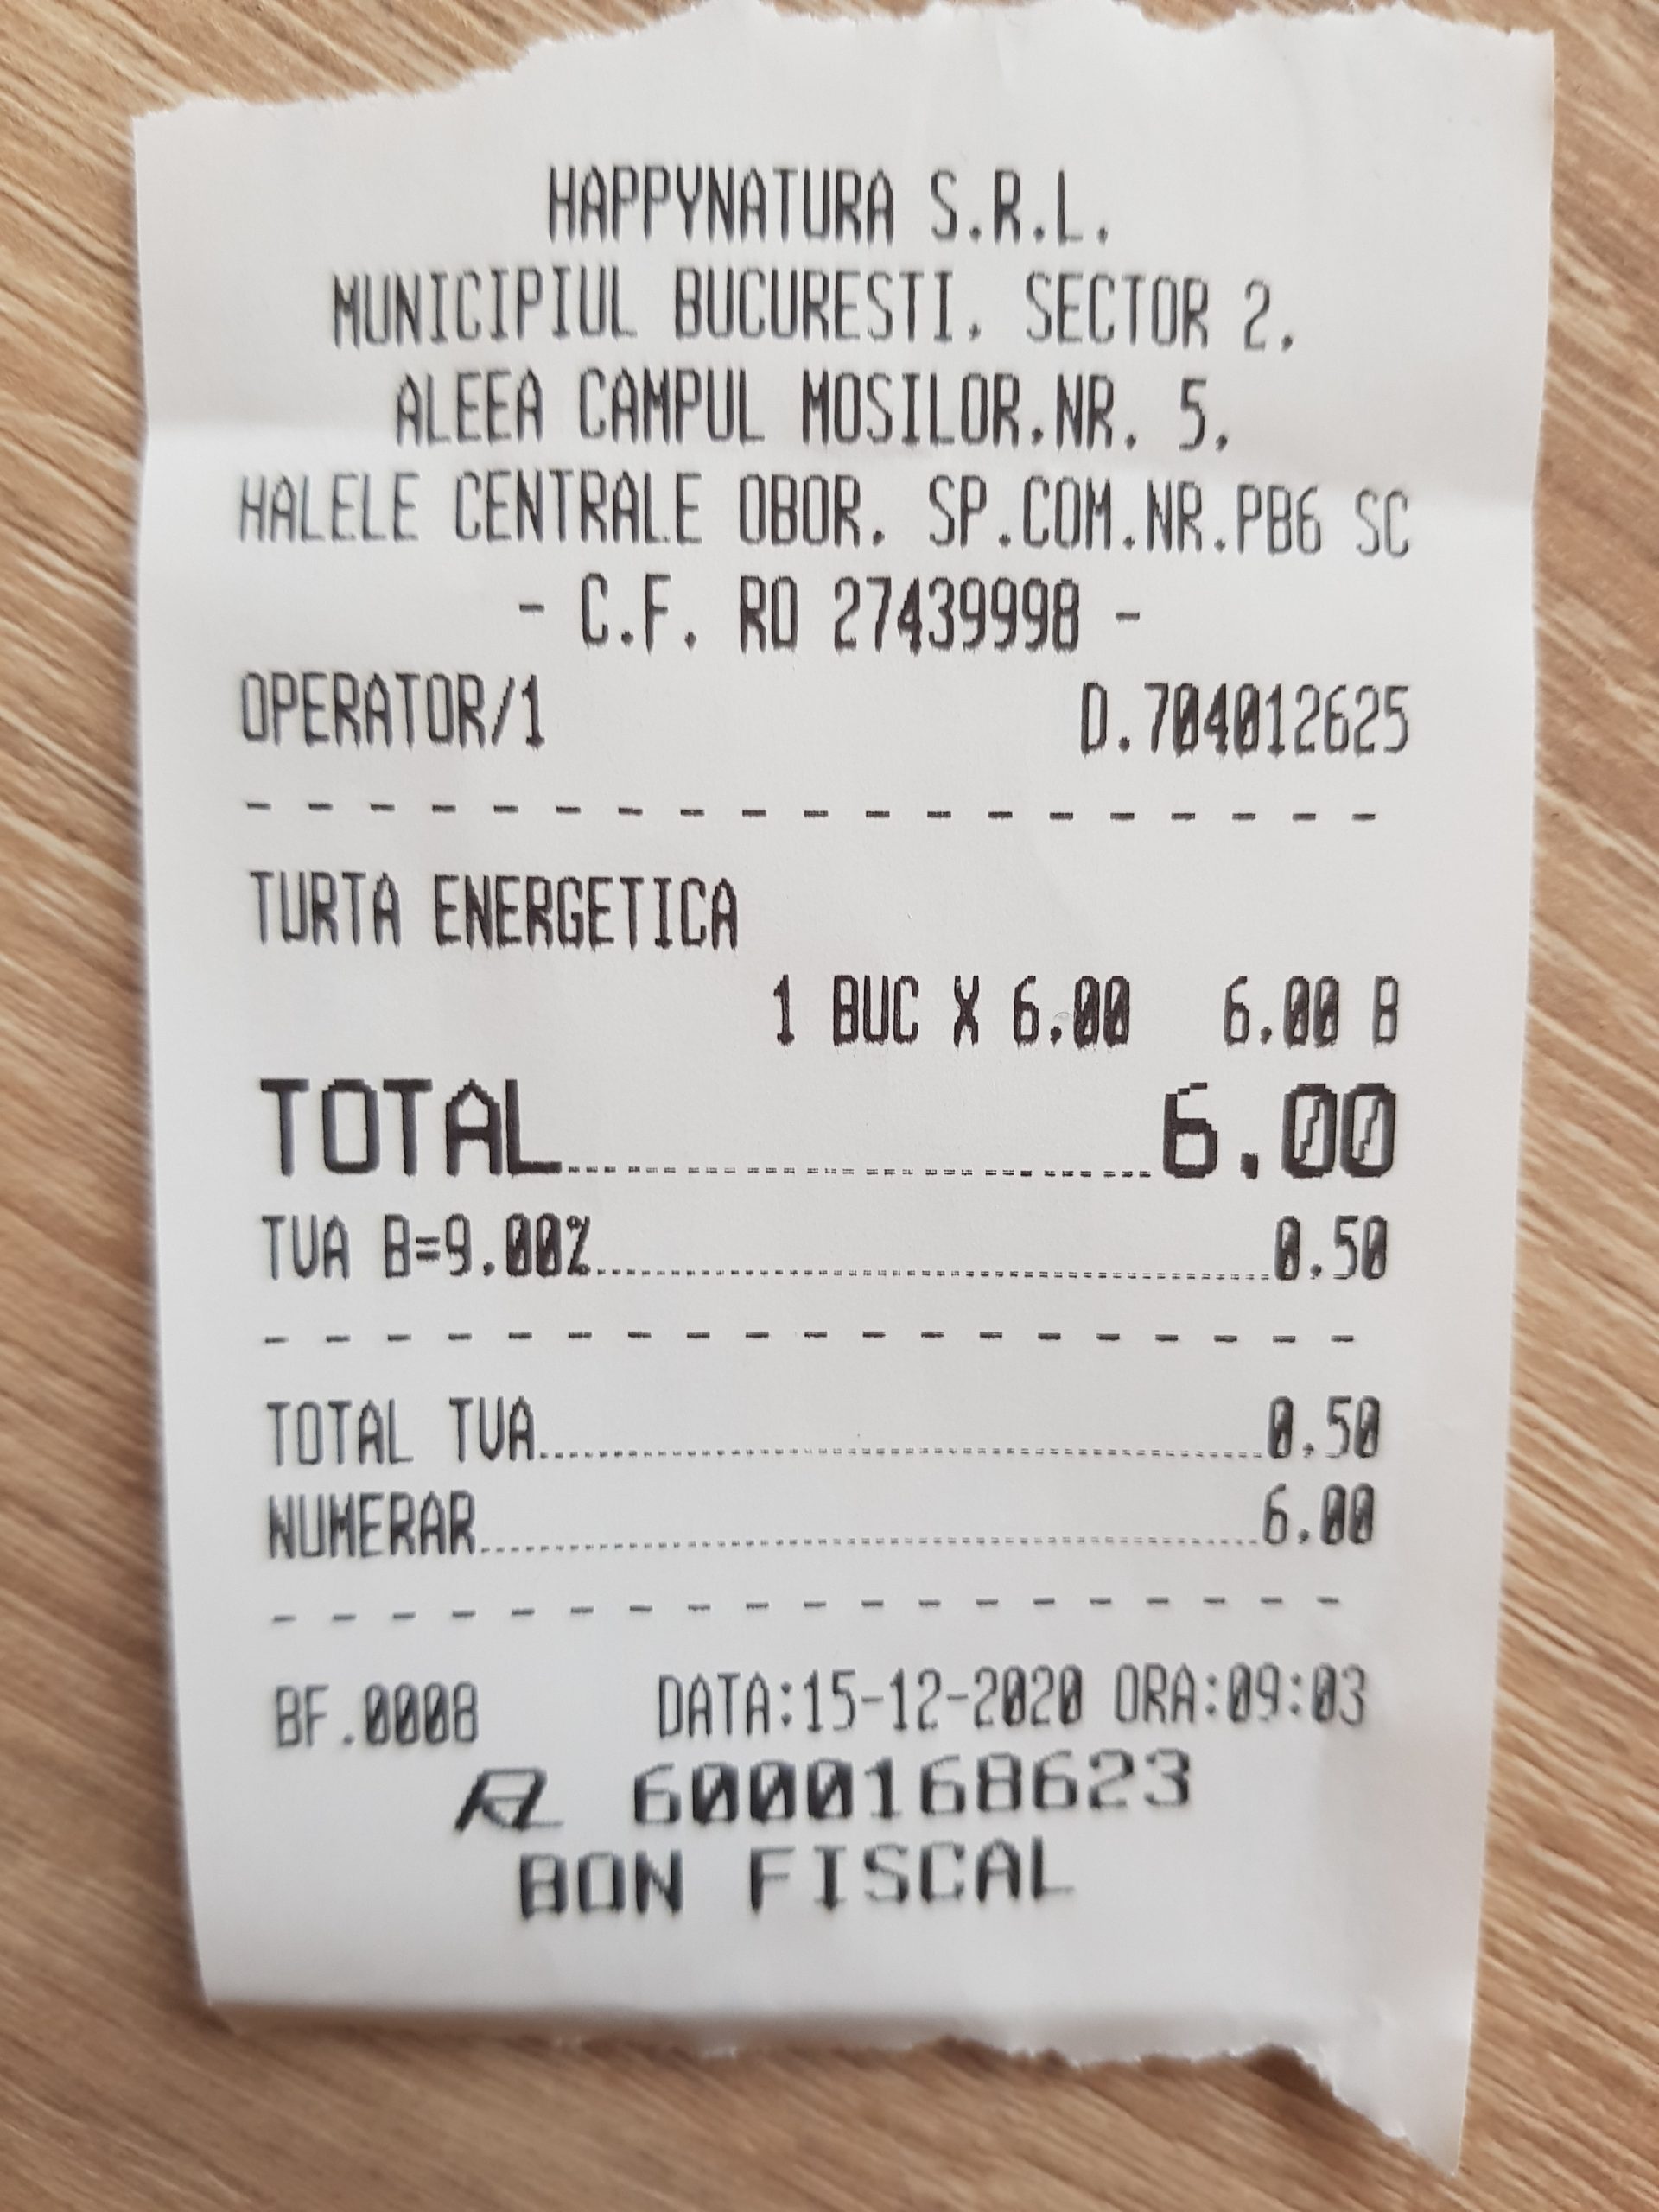 HAPPYNATURA S.R.L.
MUNICIPIUL BUCURESTI, SECTOR 2,
ALEEA CAMPUL MOSILOR,NR. 5,
HALELE CENTRALE OBOR, SP.COM.NR.PB6 SC
- C.F. RO 27439998 -
OPERATOR/1 D.704012625
TURTA ENERGETICA
1 BUC X 6.00 6.00 B
TOTAL 6.00
TVA B=9.00% 0.50
TOTAL TVA 0.50
NUMERAR 6.00
BF.0008 DATA:15-12-2020 ORA:09:03
6000168623
BON FISCAL